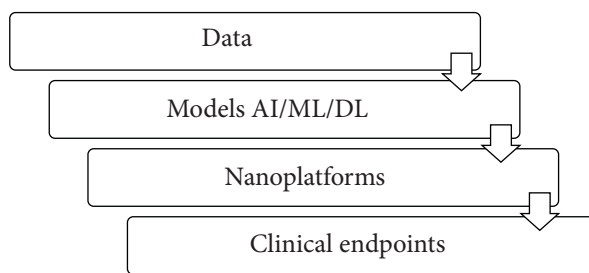 Data
Models AI/ML/DL
Nanoplatforms
Clinical endpoints